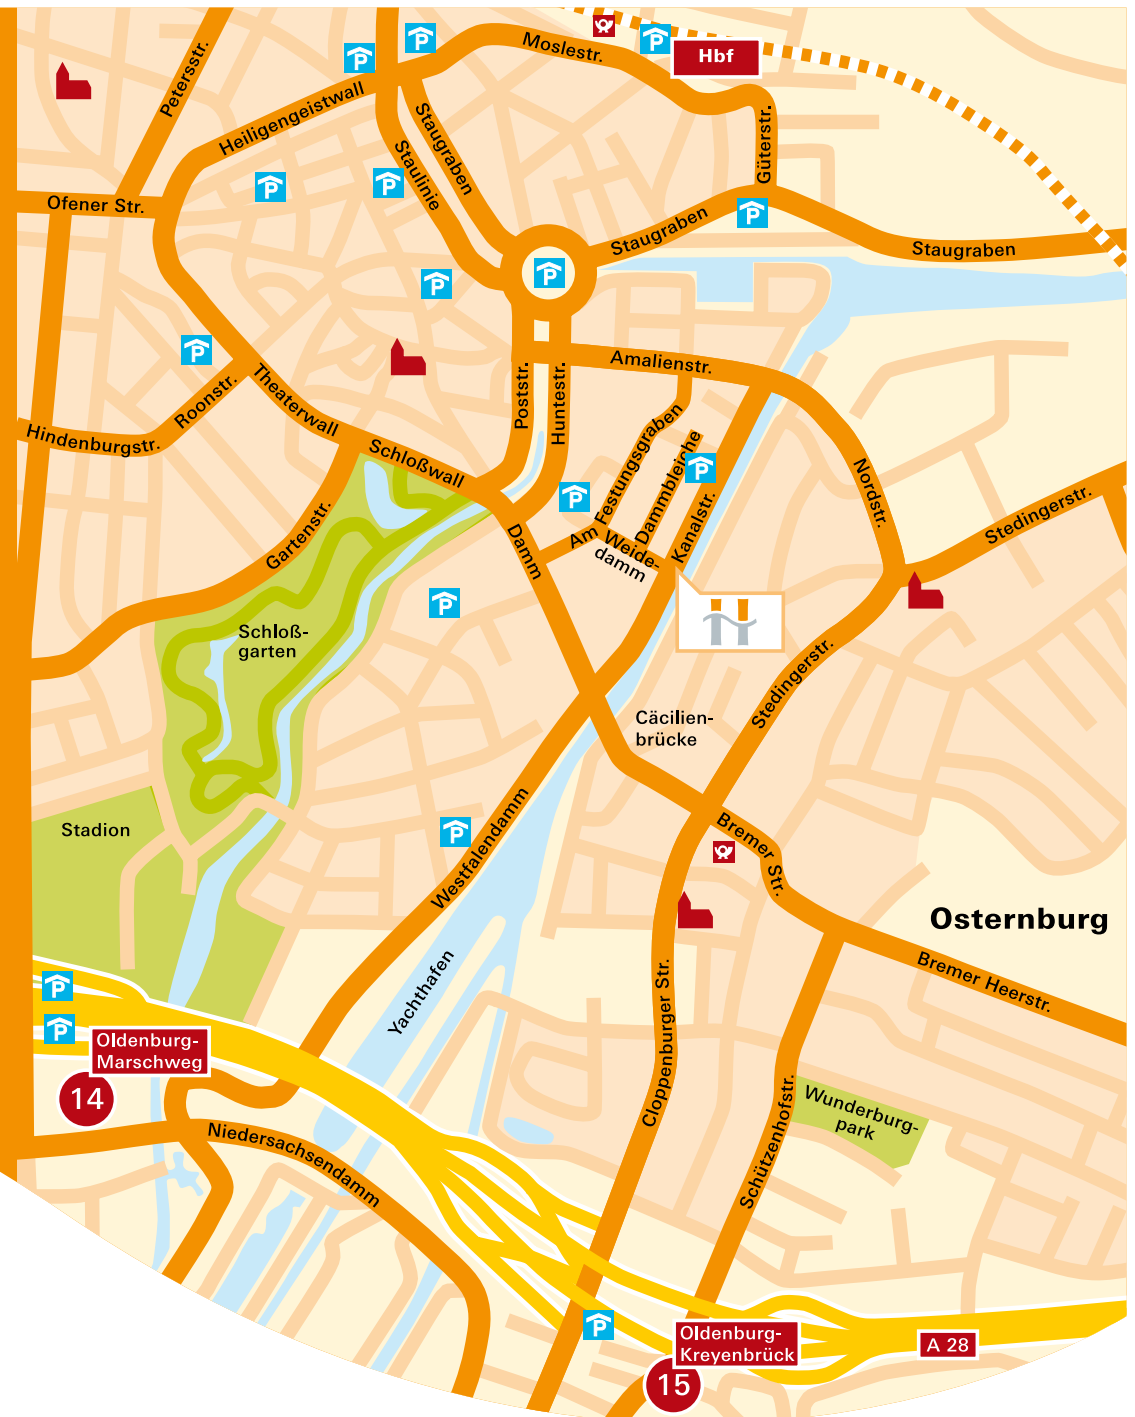 Petersstr.
Moslestr.
P
P
P
Hbf
Heiligengeistwall
Staugraben
Güterstr.
Staulinie
P
P
Ofener Str.
P
Staugraben
Staugraben
P
P
P
Amalienstr.
Theaterwall
Roonstr.
Poststr.
Huntestr.
Hindenburgstr.
Schloßwall
Festungsgraben
Dammbleiche
P
P
Nordstr.
Stedingerstr.
Gartenstr.
Damm
Am
Weide-
damm
Kanalstr.
P
Schloß-
garten
Stedingerstr.
Cäcilien-
brücke
Stadion
P
Westfalendamm
Bremer Str.
Osternburg
Yachthafen
Bremer Heerstr.
P
P
Oldenburg-
Marschweg
14
Cloppenburger Str.
Schützenhofstr.
Wunderburg-
park
Niedersachsendamm
P
Oldenburg-
Kreyenbrück
A 28
15